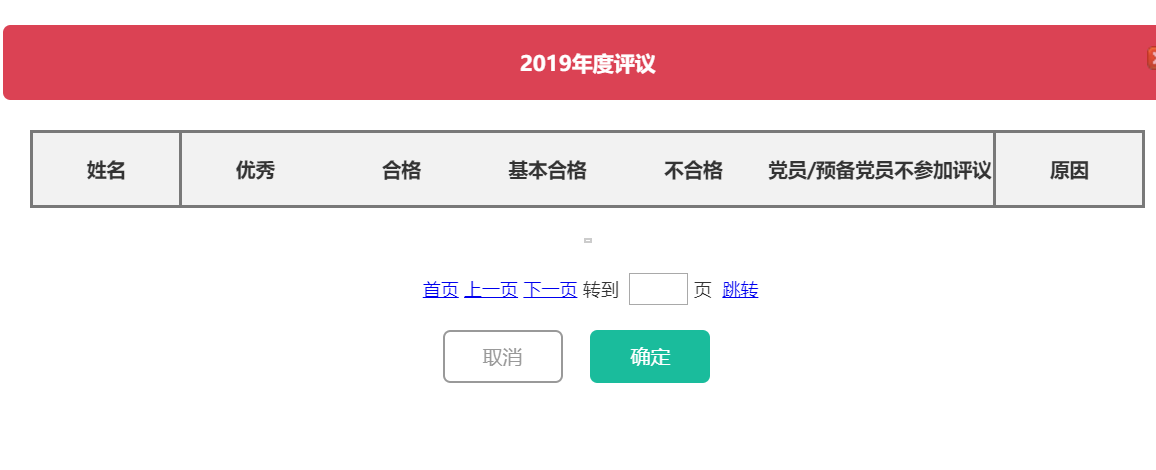 2019年度评议
姓名 优秀 合格 基本合格 不合格 党员/预备党员不参加评议 原因
首页 上一页 下一页 转到 页 跳转
取消 确定